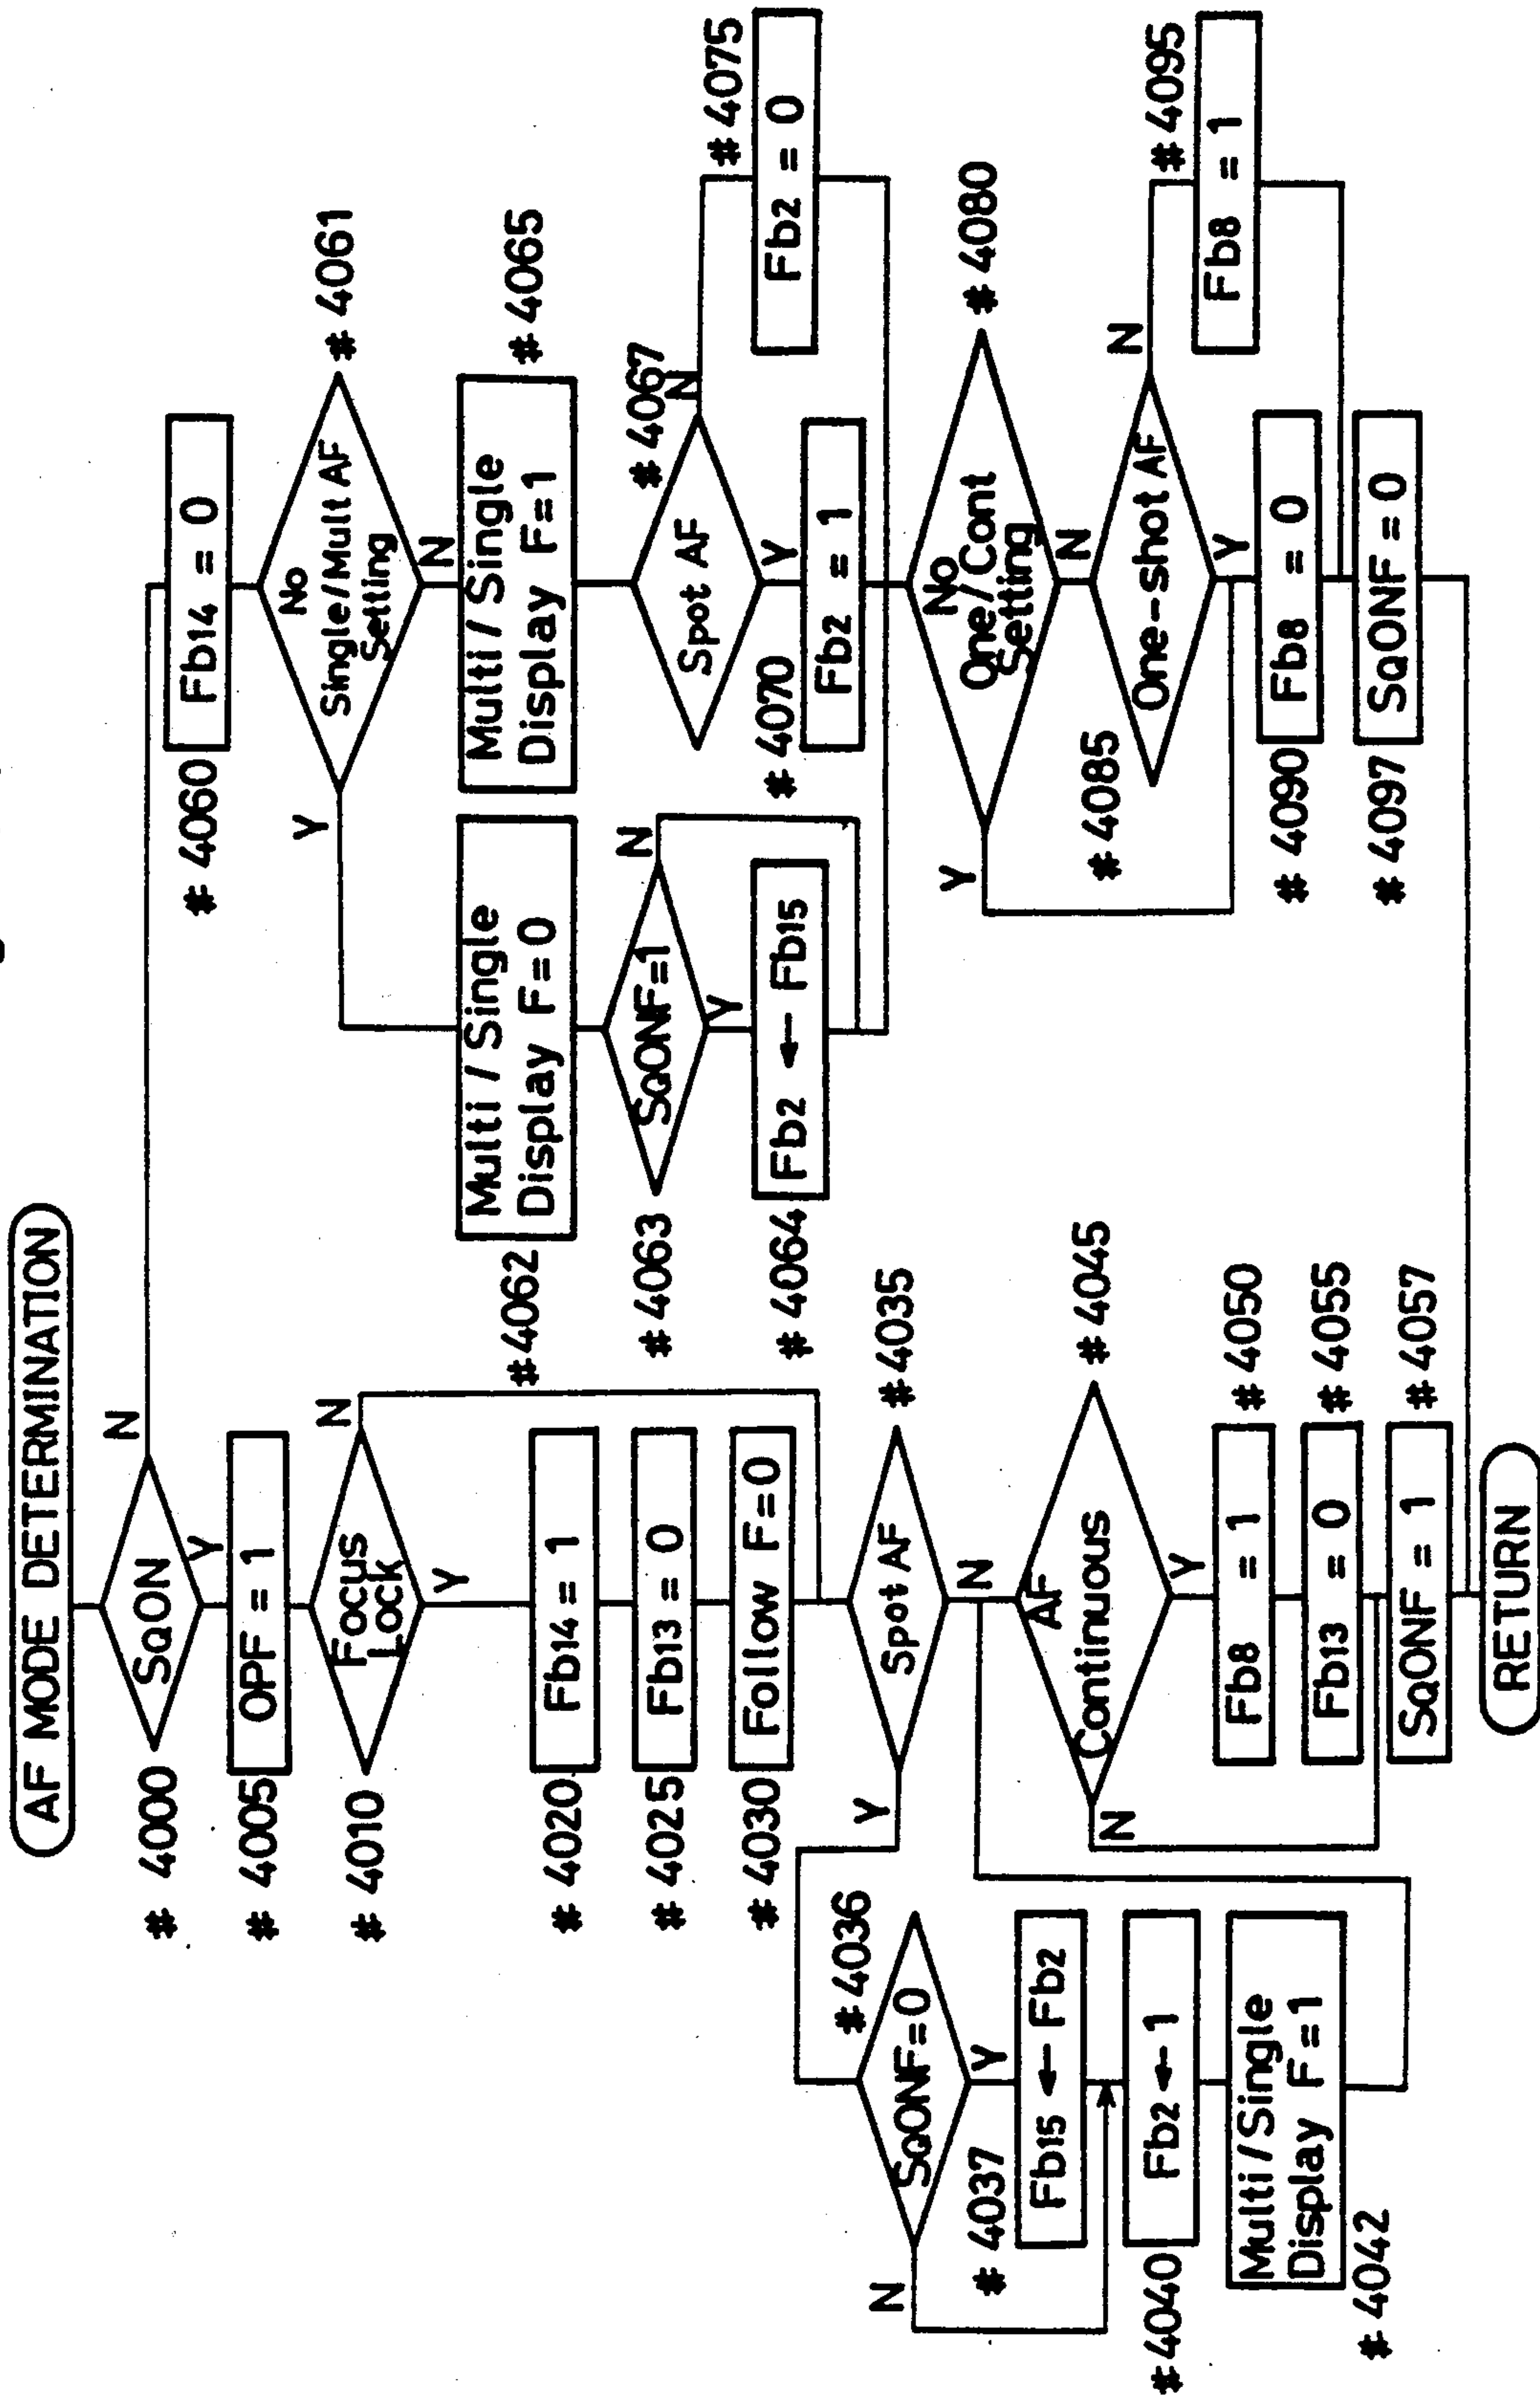 AF MODE DETERMINATION
# 4000
SQON
N
Y
# 4005
OPF = 1
# 4010
Focus
Lock
N
Y
# 4020
Fb14 = 1
# 4025
Fb13 = 0
# 4030
Follow F=0
Spot AF
# 4035
Y
N
# 4036
SQONF=0
N
Y
# 4037
Fb15 ← Fb2
# 4040
Fb2 ← 1
Multi / Single
Display F=1
# 4042
AF
Continuous
# 4045
N
Y
Fb8 = 1
# 4050
Fb13 = 0
# 4055
SQONF = 1
# 4057
RETURN
# 4060
Fb14 = 0
No
Single/Mult AF
Setting
# 4061
Y
N
Multi / Single
Display F=0
# 4062
# 4063
SQONF=1
N
Y
# 4064
Fb2 ← Fb15
Multi / Single
Display F=1
# 4065
# 4067
Spot AF
N
Y
# 4070
Fb2 = 1
# 4075
Fb2 = 0
No
One/Cont
Setting
# 4080
Y
N
# 4085
One-shot AF
N
Y
# 4090
Fb8 = 0
# 4095
Fb8 = 1
# 4097
SQONF = 0